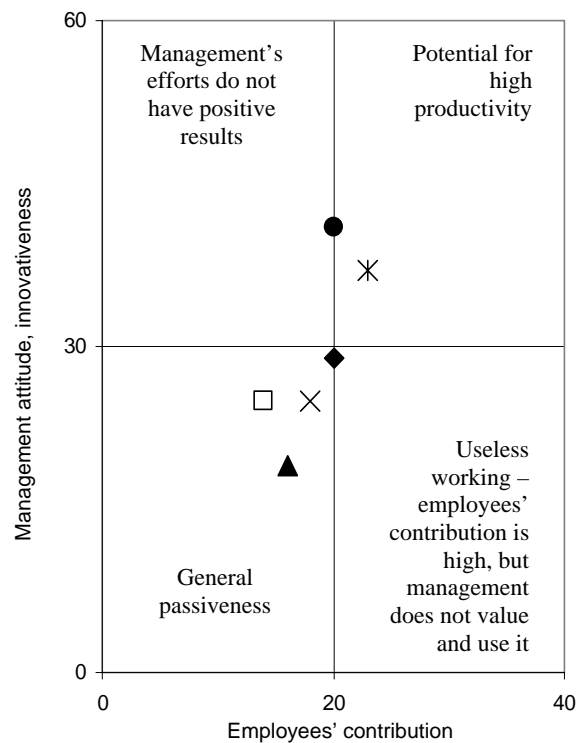 60
Management’s
efforts do not
have positive
results
Potential for
high
productivity
Management attitude, innovativeness
30
Useless
working –
employees’
contribution is
high, but
management
does not value
and use it
General
passiveness
0
0
20
40
Employees’ contribution